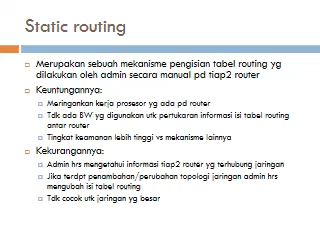 Static routing
Merupakan sebuah mekanisme pengisian tabel routing yg
dilakukan oleh admin secara manual pd tiap2 router
Keuntungannya:
Meringankan kerja prosesor yg ada pd router
Tdk ada BW yg digunakan utk pertukaran informasi isi tabel routing
antar router
Tingkat keamanan lebih tinggi vs mekanisme lainnya
Kekurangannya:
Admin hrs mengetahui informasi tiap2 router yg terhubung jaringan
Jika terdpt penambahan/perubahan topologi jaringan admin hrs
mengubah isi tabel routing
Tdk cocok utk jaringan yg besar